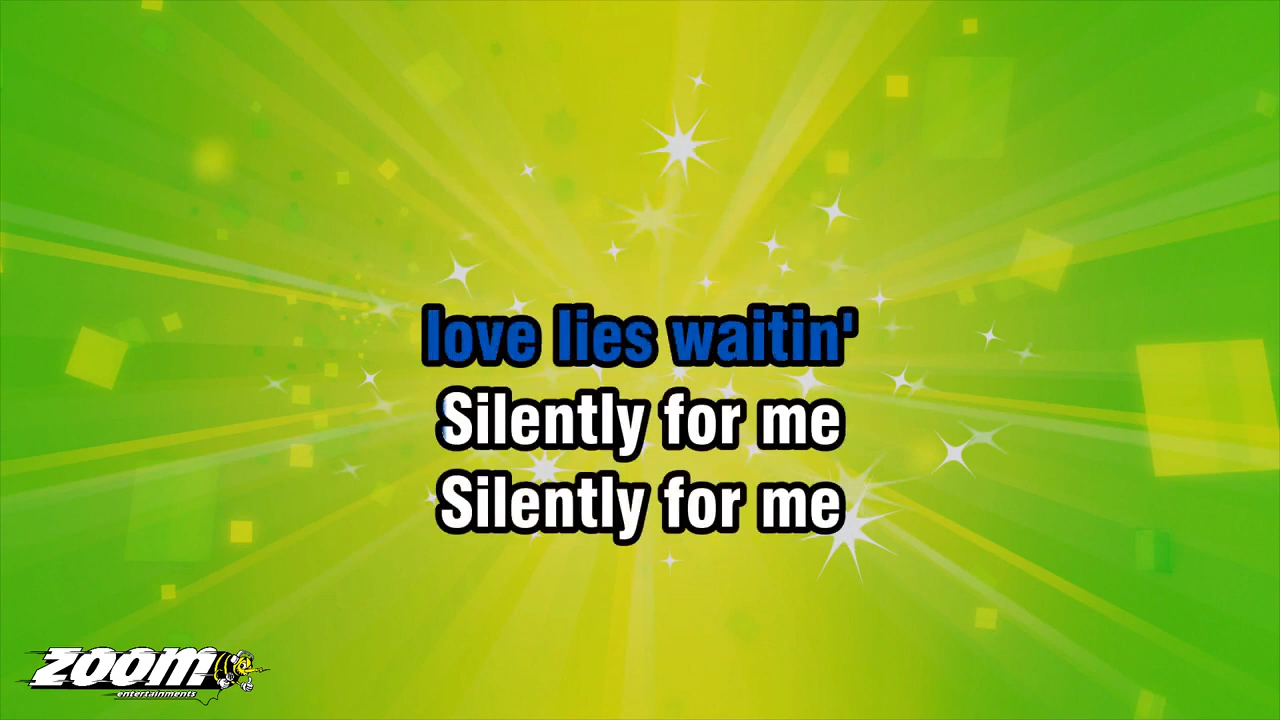 love lies waitin'
Silently for me
Silently for me
ZOOM
entertainments